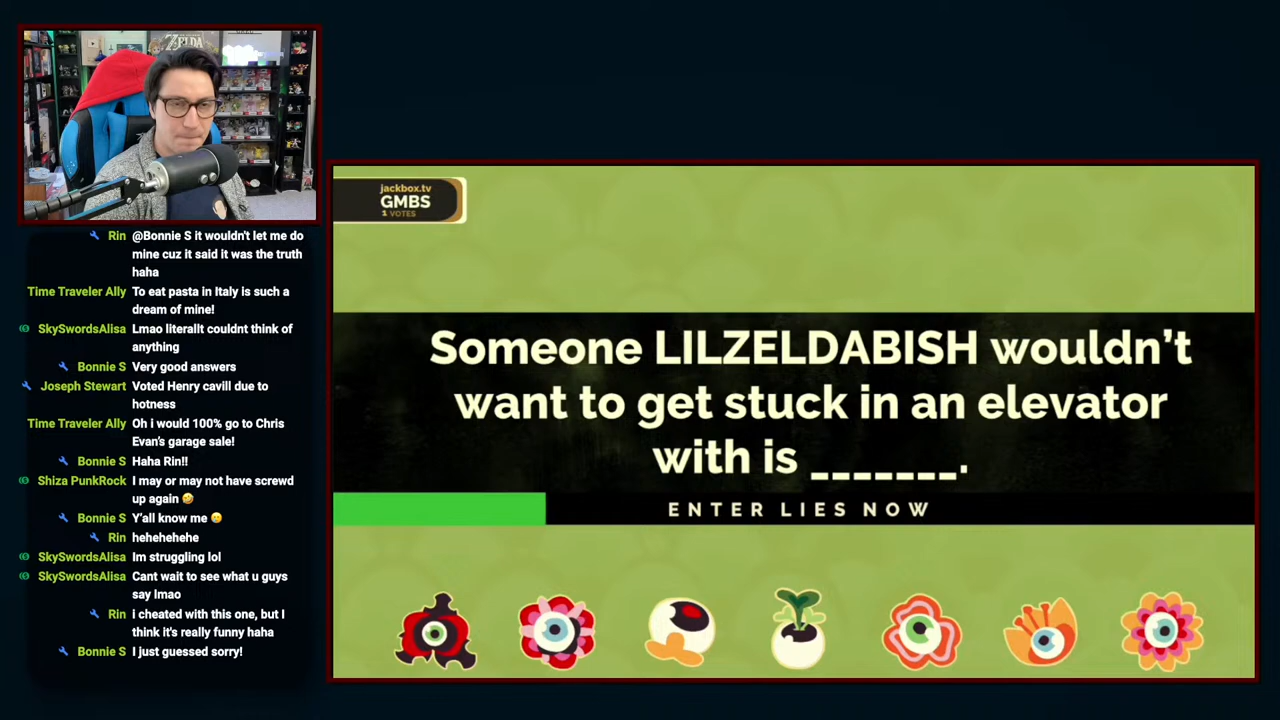 ZELDA
Rin @Bonnie S it wouldn't let me do
mine cuz it said it was the truth
haha
Time Traveler Ally To eat pasta in Italy is such a
dream of mine!
SkySwordsAlisa Lmao literallt couldnt think of
anything
Bonnie S Very good answers
Joseph Stewart Voted Henry cavill due to
hotness
Time Traveler Ally Oh i would 100% go to Chris
Evan's garage sale!
Bonnie S Haha Rin!!
Shiza PunkRock I may or may not have screwd
up again 🤣
Bonnie S Y'all know me 🥲
Rin hehehehehe
SkySwordsAlisa Im struggling lol
SkySwordsAlisa Cant wait to see what u guys
say lmao
Rin i cheated with this one, but I
think it's really funny haha
Bonnie S I just guessed sorry!
jackbox.tv
GMBS
1 VOTES
Someone LILZELDABISH wouldn't
want to get stuck in an elevator
with is _______.
ENTER LIES NOW